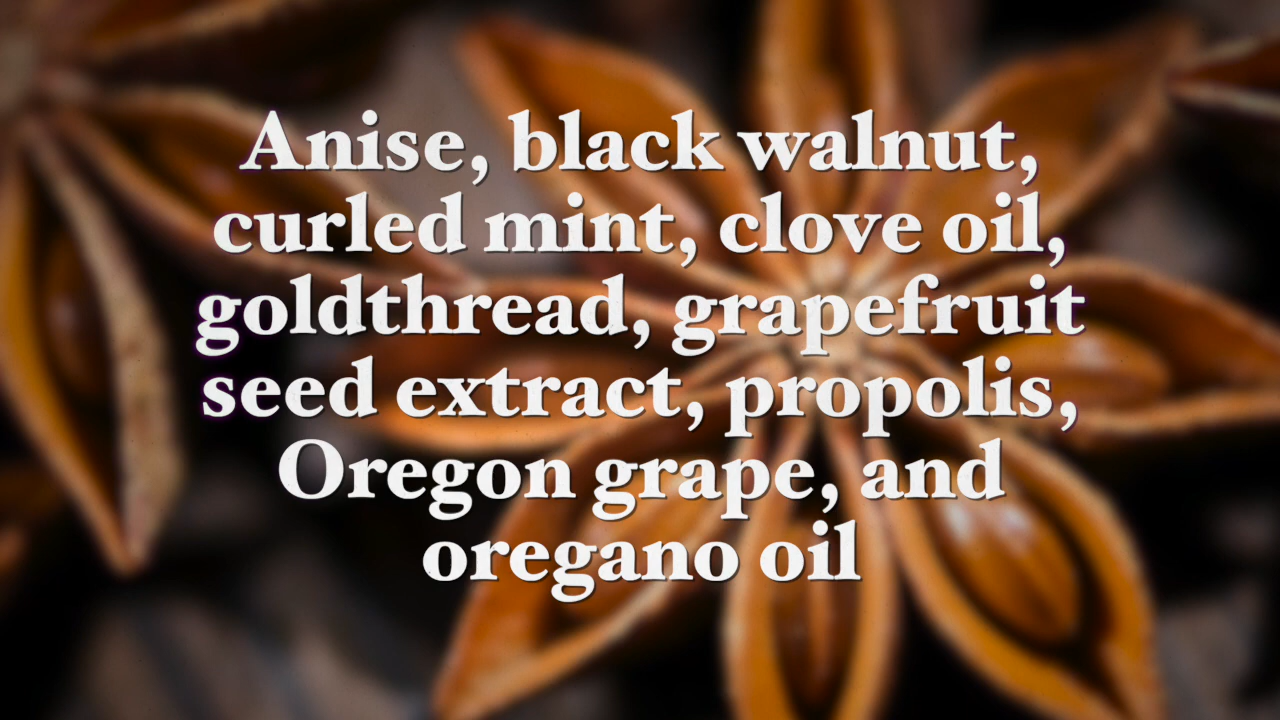 Anise, black walnut,
curled mint, clove oil,
goldthread, grapefruit
seed extract, propolis,
Oregon grape, and
oregano oil